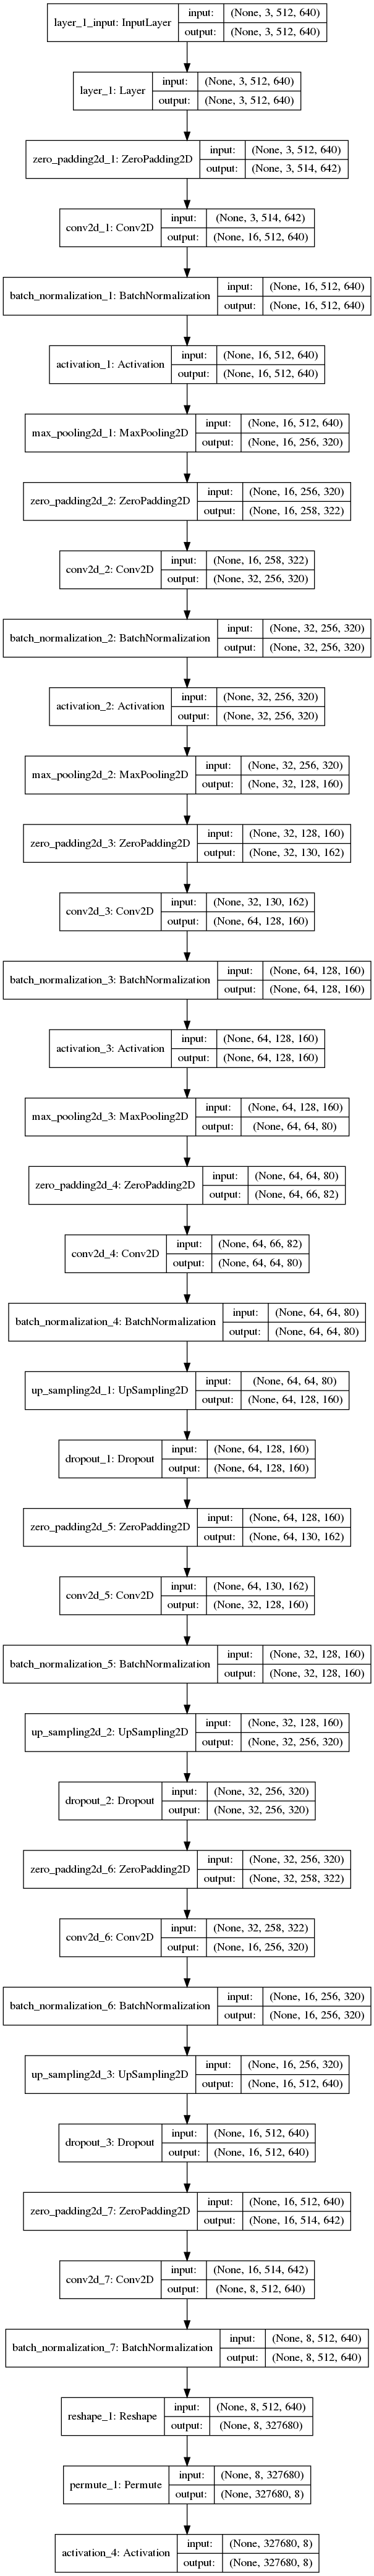 layer_1_input: InputLayer input: (None, 3, 512, 640)
output: (None, 3, 512, 640)
layer_1: Layer input: (None, 3, 512, 640)
output: (None, 3, 512, 640)
zero_padding2d_1: ZeroPadding2D input: (None, 3, 512, 640)
output: (None, 3, 514, 642)
conv2d_1: Conv2D input: (None, 3, 514, 642)
output: (None, 16, 512, 640)
batch_normalization_1: BatchNormalization input: (None, 16, 512, 640)
output: (None, 16, 512, 640)
activation_1: Activation input: (None, 16, 512, 640)
output: (None, 16, 512, 640)
max_pooling2d_1: MaxPooling2D input: (None, 16, 512, 640)
output: (None, 16, 256, 320)
zero_padding2d_2: ZeroPadding2D input: (None, 16, 256, 320)
output: (None, 16, 258, 322)
conv2d_2: Conv2D input: (None, 16, 258, 322)
output: (None, 32, 256, 320)
batch_normalization_2: BatchNormalization input: (None, 32, 256, 320)
output: (None, 32, 256, 320)
activation_2: Activation input: (None, 32, 256, 320)
output: (None, 32, 256, 320)
max_pooling2d_2: MaxPooling2D input: (None, 32, 256, 320)
output: (None, 32, 128, 160)
zero_padding2d_3: ZeroPadding2D input: (None, 32, 128, 160)
output: (None, 32, 130, 162)
conv2d_3: Conv2D input: (None, 32, 130, 162)
output: (None, 64, 128, 160)
batch_normalization_3: BatchNormalization input: (None, 64, 128, 160)
output: (None, 64, 128, 160)
activation_3: Activation input: (None, 64, 128, 160)
output: (None, 64, 128, 160)
max_pooling2d_3: MaxPooling2D input: (None, 64, 128, 160)
output: (None, 64, 64, 80)
zero_padding2d_4: ZeroPadding2D input: (None, 64, 64, 80)
output: (None, 64, 66, 82)
conv2d_4: Conv2D input: (None, 64, 66, 82)
output: (None, 64, 64, 80)
batch_normalization_4: BatchNormalization input: (None, 64, 64, 80)
output: (None, 64, 64, 80)
up_sampling2d_1: UpSampling2D input: (None, 64, 64, 80)
output: (None, 64, 128, 160)
dropout_1: Dropout input: (None, 64, 128, 160)
output: (None, 64, 128, 160)
zero_padding2d_5: ZeroPadding2D input: (None, 64, 128, 160)
output: (None, 64, 130, 162)
conv2d_5: Conv2D input: (None, 64, 130, 162)
output: (None, 32, 128, 160)
batch_normalization_5: BatchNormalization input: (None, 32, 128, 160)
output: (None, 32, 128, 160)
up_sampling2d_2: UpSampling2D input: (None, 32, 128, 160)
output: (None, 32, 256, 320)
dropout_2: Dropout input: (None, 32, 256, 320)
output: (None, 32, 256, 320)
zero_padding2d_6: ZeroPadding2D input: (None, 32, 256, 320)
output: (None, 32, 258, 322)
conv2d_6: Conv2D input: (None, 32, 258, 322)
output: (None, 16, 256, 320)
batch_normalization_6: BatchNormalization input: (None, 16, 256, 320)
output: (None, 16, 256, 320)
up_sampling2d_3: UpSampling2D input: (None, 16, 256, 320)
output: (None, 16, 512, 640)
dropout_3: Dropout input: (None, 16, 512, 640)
output: (None, 16, 512, 640)
zero_padding2d_7: ZeroPadding2D input: (None, 16, 512, 640)
output: (None, 16, 514, 642)
conv2d_7: Conv2D input: (None, 16, 514, 642)
output: (None, 8, 512, 640)
batch_normalization_7: BatchNormalization input: (None, 8, 512, 640)
output: (None, 8, 512, 640)
reshape_1: Reshape input: (None, 8, 512, 640)
output: (None, 8, 327680)
permute_1: Permute input: (None, 8, 327680)
output: (None, 327680, 8)
activation_4: Activation input: (None, 327680, 8)
output: (None, 327680, 8)